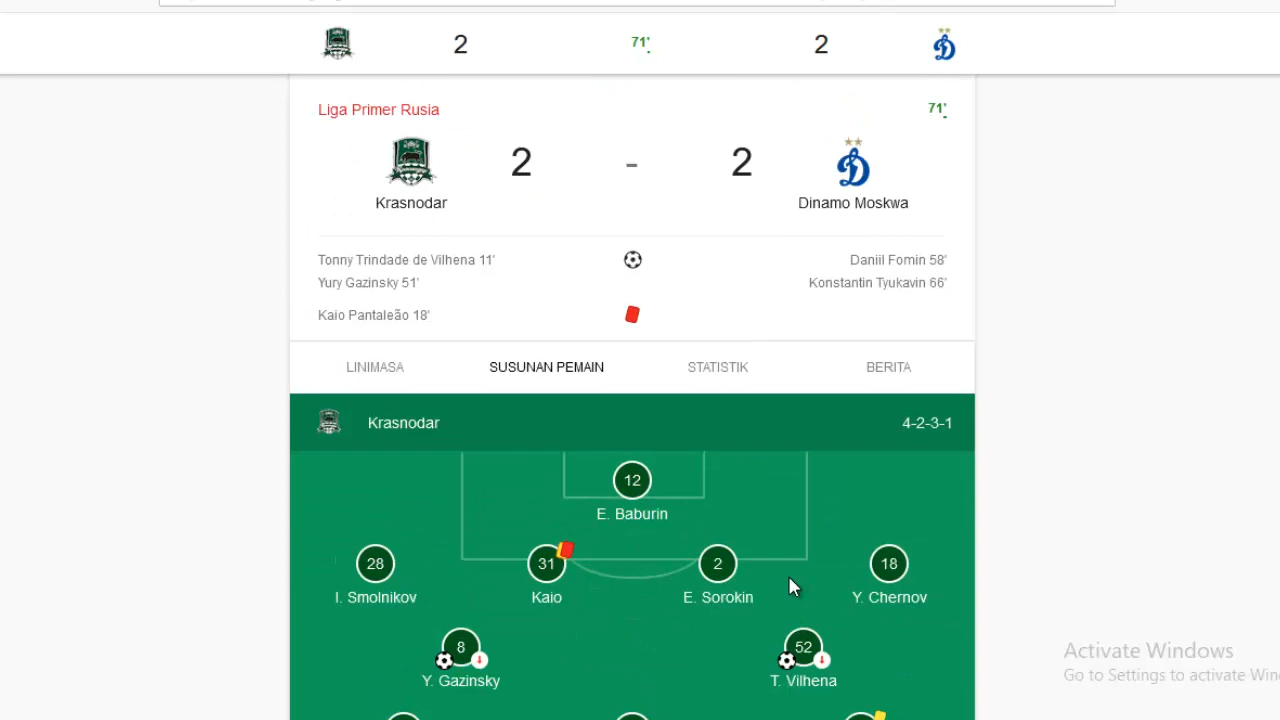 2 71' 2
Liga Primer Rusia 71'
2 - 2
Krasnodar Dinamo Moskwa
Tonny Trindade de Vilhena 11' Daniil Fomin 58'
Yury Gazinsky 51' Konstantin Tyukavin 66'
Kaio Pantaleão 18'
LINIMASA SUSUNAN PEMAIN STATISTIK BERITA
Krasnodar 4-2-3-1
12
E. Baburin
28 31 2 18
I. Smolnikov Kaio E. Sorokin Y. Chernov
8 52
Y. Gazinsky T. Vilhena
Activate Windows
Go to Settings to activate Win